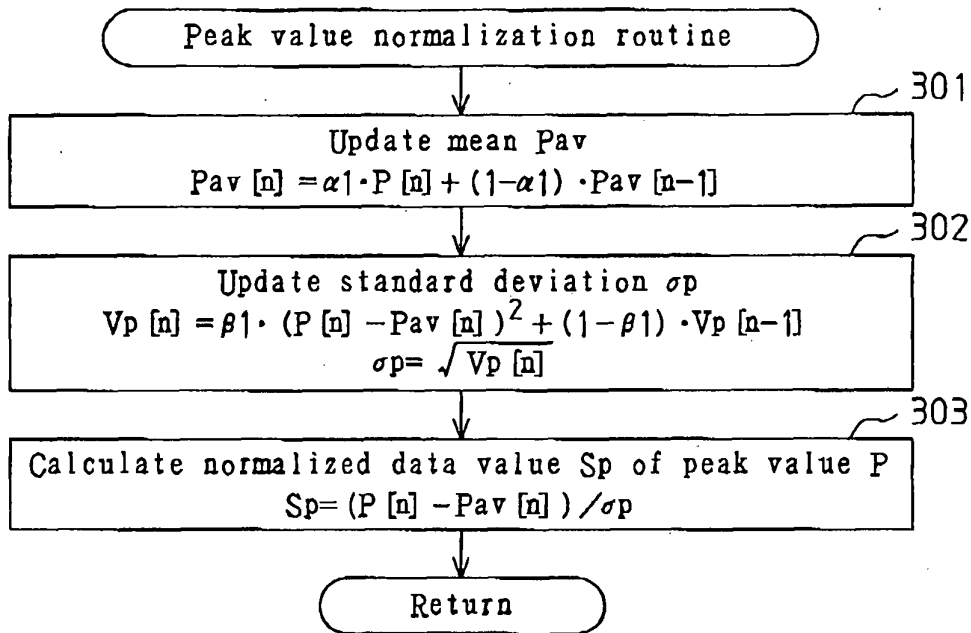 Peak value normalization routine
301
Update mean Pav
Pav [n] =α1·P [n] + (1-α1) ·Pav [n-1]
302
Update standard deviation σp
Vp [n] =β1· (P [n] -Pav [n] )² + (1-β1) ·Vp [n-1]
σp= √Vp [n]
303
Calculate normalized data value Sp of peak value P
Sp= (P [n] -Pav [n] ) /σp
Return